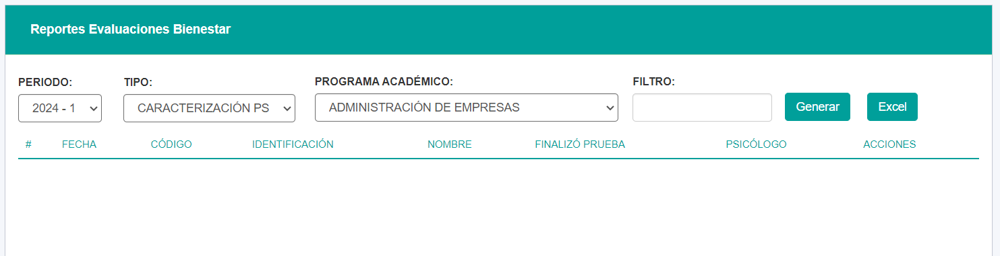 Reportes Evaluaciones Bienestar
PERIODO: TIPO: PROGRAMA ACADÉMICO: FILTRO:
2024 - 1 CARACTERIZACIÓN PS ADMINISTRACIÓN DE EMPRESAS Generar Excel
# FECHA CÓDIGO IDENTIFICACIÓN NOMBRE FINALIZÓ PRUEBA PSICÓLOGO ACCIONES